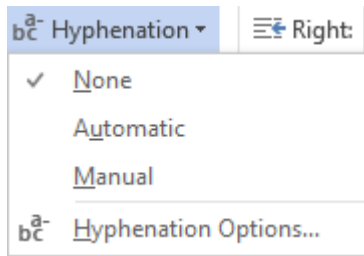 a-
bc Hyphenation Right:
None
Automatic
Manual
a-
bc Hyphenation Options...